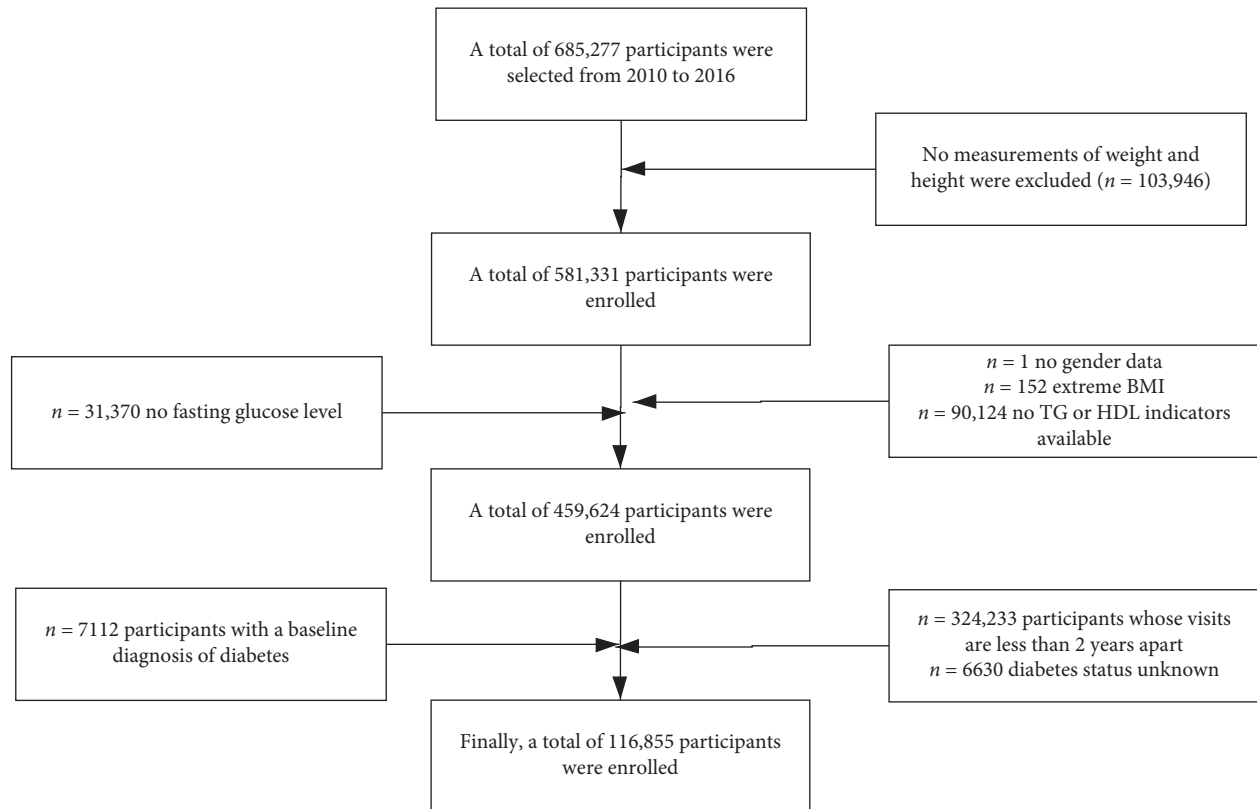 A total of 685,277 participants were
selected from 2010 to 2016
No measurements of weight and
height were excluded (n = 103,946)
A total of 581,331 participants were
enrolled
n = 31,370 no fasting glucose level
n = 1 no gender data
n = 152 extreme BMI
n = 90,124 no TG or HDL indicators
available
A total of 459,624 participants were
enrolled
n = 7112 participants with a baseline
diagnosis of diabetes
n = 324,233 participants whose visits
are less than 2 years apart
n = 6630 diabetes status unknown
Finally, a total of 116,855 participants
were enrolled